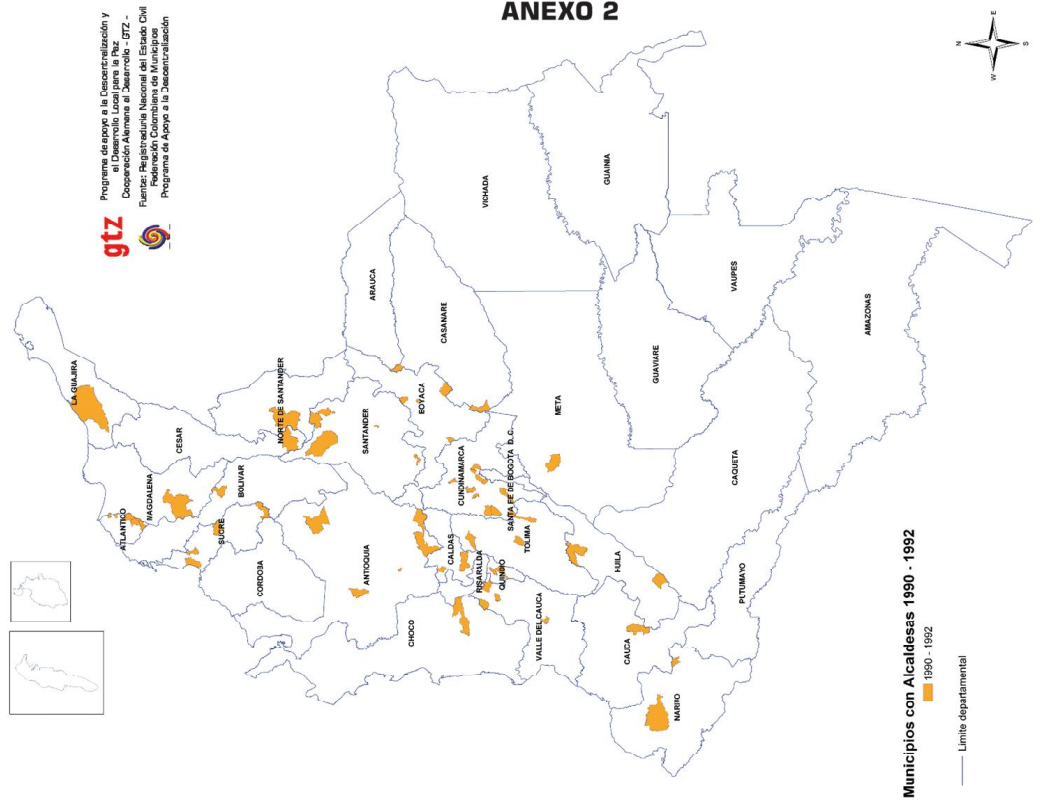 ANEXO 2
gtz
Programa de apoyo a la Descentralización y
el Desarrollo Local para la Paz
Cooperación Alemana al Desarrollo - GTZ -
Fuente: Registraduría Nacional del Estado Civil
Federación Colombiana de Municipos
Programa de Apoyo a la Descentralización
N
E
S
W
LA GUAJIRA
ATLANTICO
MAGDALENA
CESAR
NORTE DE SANTANDER
BOLIVAR
SUCRE
CORDOBA
ANTIOQUIA
SANTANDER
ARAUCA
CASANARE
VICHADA
BOYACA
CUNDINAMARCA
SANTA FE DE BOGOTA D.C.
CHOCO
CALDAS
RISARALDA
QUINDIO
TOLIMA
VALLE DEL CAUCA
META
GUAINIA
GUAVIARE
VAUPES
HUILA
CAUCA
NARIÑO
PUTUMAYO
CAQUETA
AMAZONAS
Municipios con Alcaldesas 1990 - 1992
1990 - 1992
Limite departamental